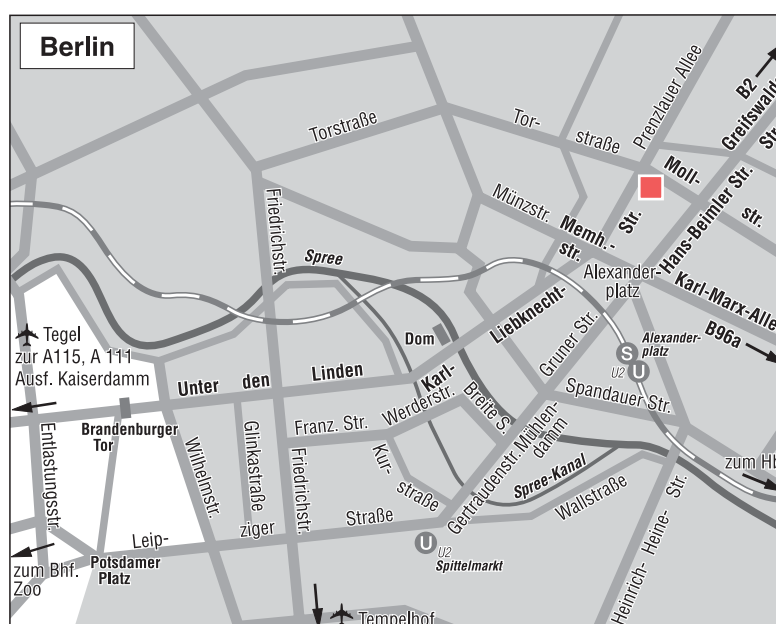 Berlin
Prenzlauer Allee
B2
Greifswalder
Str.
Torstraße
Tor-
straße
Moll-
str.
Münzstr.
Memh.-
str.
Str.
Hans-Beimler Str.
Friedrichstr.
Spree
Alexander-
platz
Karl-Marx-Allee
B96a
Liebknecht-
Karl-
Dom
Gruner Str.
S
Alexander-
platz
U2
U
Tegel
zur A115, A 111
Ausf. Kaiserdamm
Unter den Linden
Brandenburger
Tor
Entlastungsstr.
Wilhelmstr.
Glinkastraße
Franz. Str.
Werderstr.
Breite S.
Spandauer Str.
Friedrichstr.
Kur-
straße
Gertraudenstr.
Mühlen-
damm
Spree-Kanal
Wallstraße
zum Hb
Leip-
ziger
Straße
Heinrich-Heine-Str.
zum Bhf.
Zoo
Potsdamer
Platz
U
U2
Spittelmarkt
Tempelhof